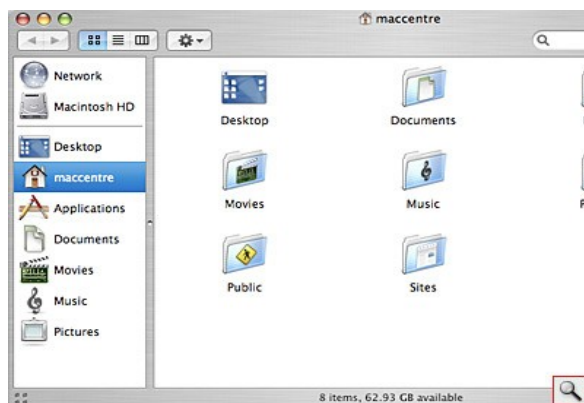 maccentre
Network
Macintosh HD
Desktop
maccentre
Applications
Documents
Movies
Music
Pictures
Desktop
Documents
Movies
Music
Public
Sites
8 items, 62.93 GB available